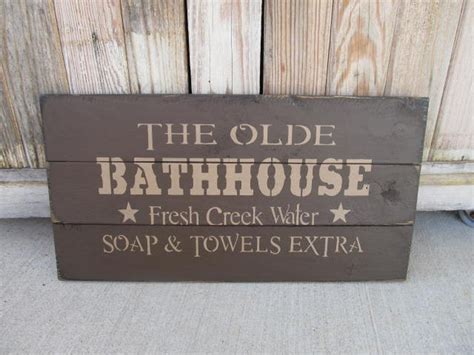 THE OLDE
BATHHOUSE
★ Fresh Creek Water ★
SOAP & TOWELS EXTRA